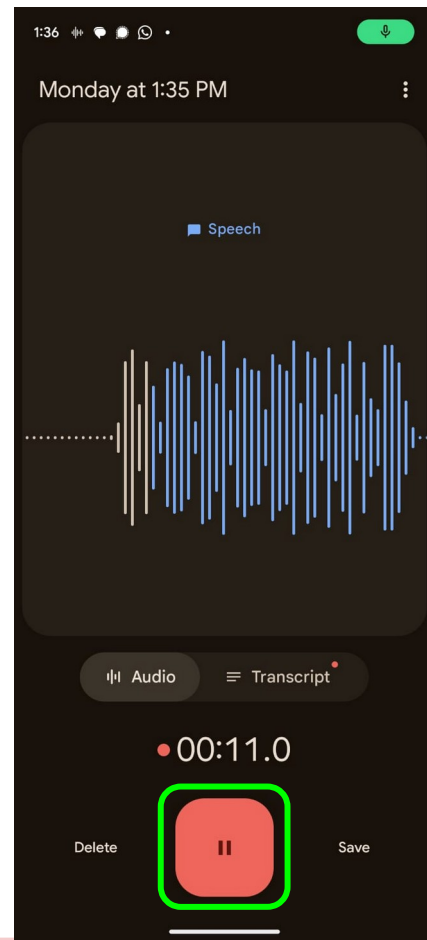 1:36
Monday at 1:35 PM
Speech
Audio
Transcript
00:11.0
Delete
Save